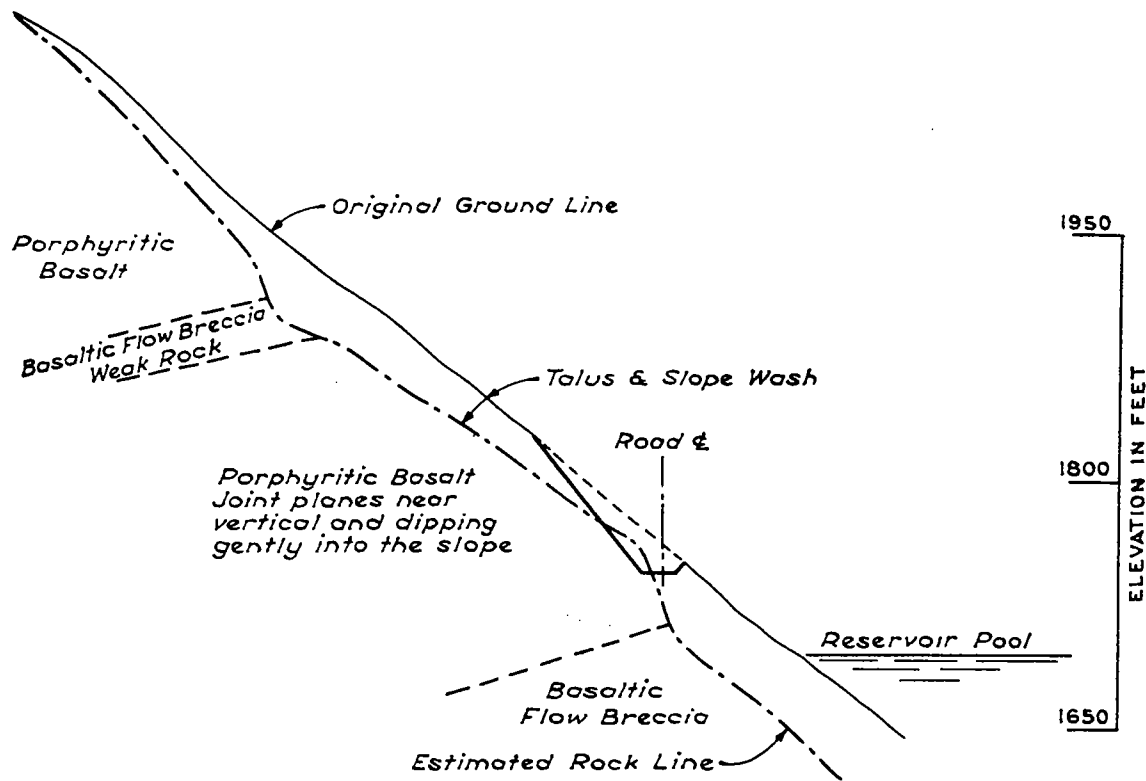 Original Ground Line
1950
Porphyritic
Basalt
Basaltic Flow Breccia
Weak Rock
Talus & Slope Wash
Road ℄
1800
Porphyritic Basalt
Joint planes near
vertical and dipping
gently into the slope
ELEVATION IN FEET
Reservoir Pool
Basaltic
Flow Breccia
1650
Estimated Rock Line